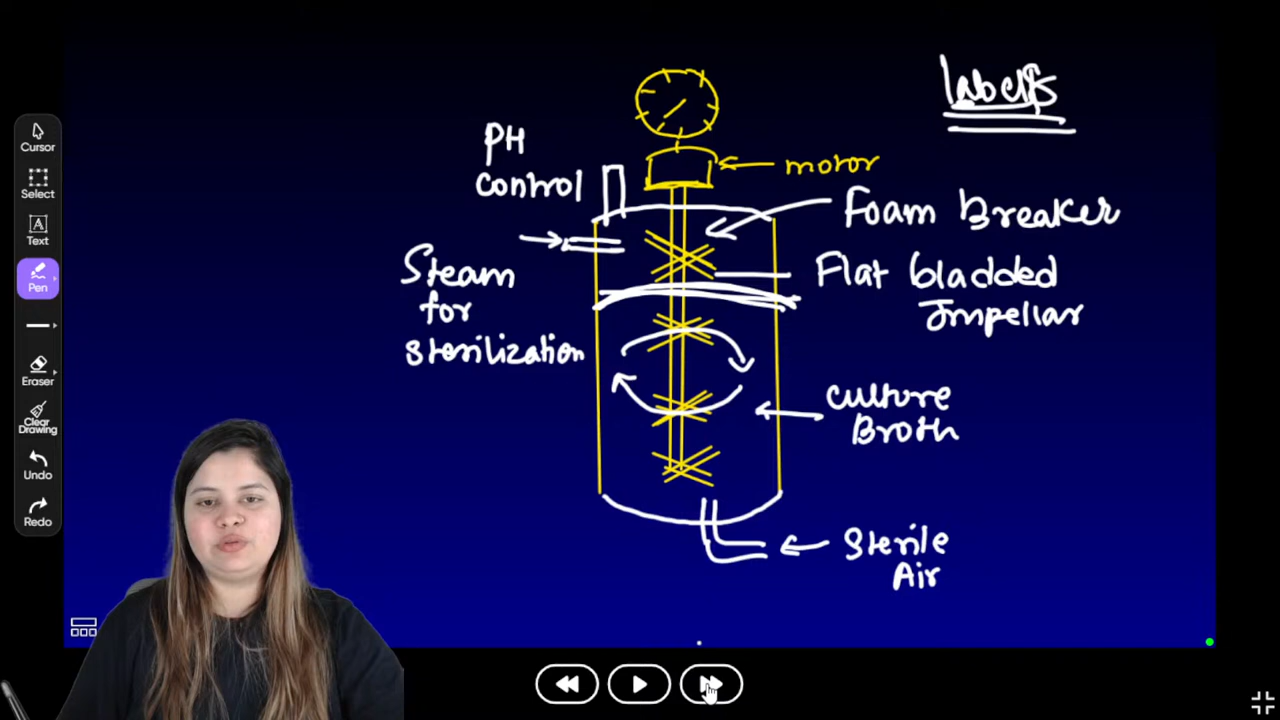 Labels
Cursor
Select
Text
Pen
Eraser
Clear
Drawing
Undo
Redo
PH
control
motor
Foam Breaker
Steam
for
sterilization
Flat bladded
Impellar
culture
Broth
Sterile
Air